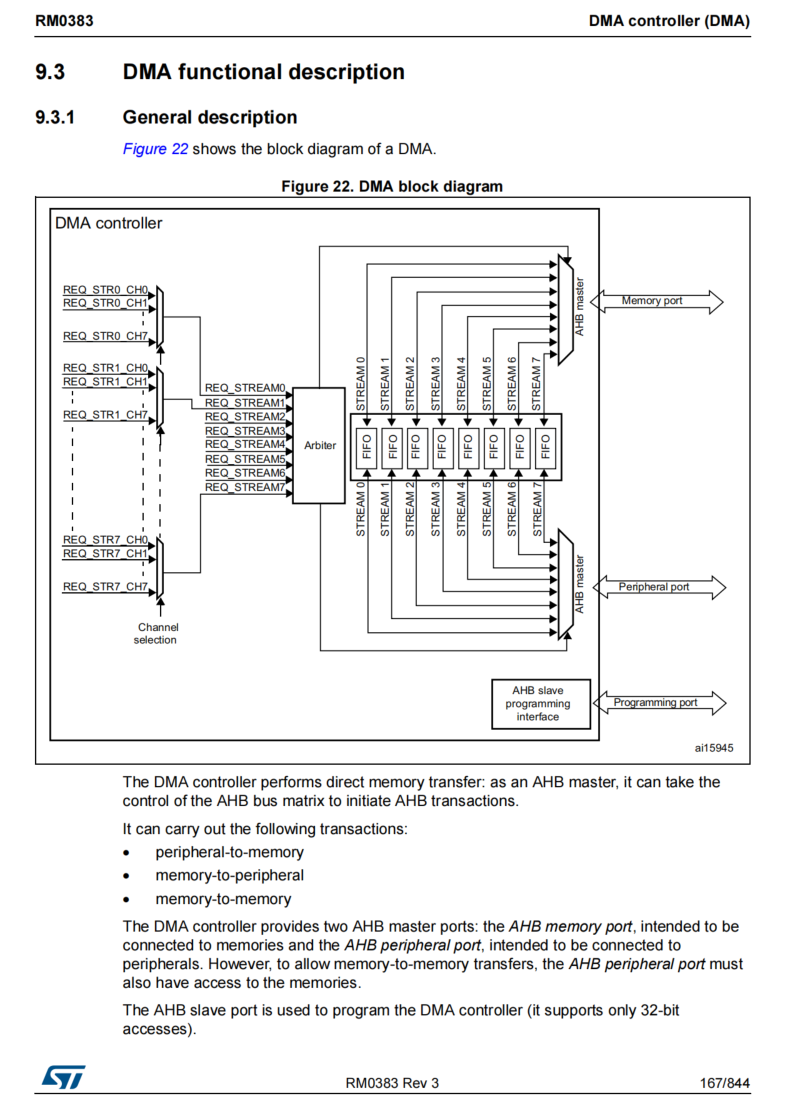 RM0383 DMA controller (DMA)
9.3 DMA functional description
9.3.1 General description
Figure 22 shows the block diagram of a DMA.
Figure 22. DMA block diagram
DMA controller
REQ_STR0_CH0
REQ_STR0_CH1
REQ_STR0_CH7
REQ_STR1_CH0
REQ_STR1_CH1
REQ_STR1_CH7
REQ_STR7_CH0
REQ_STR7_CH1
REQ_STR7_CH7
Channel
selection
REQ_STREAM0
REQ_STREAM1
REQ_STREAM2
REQ_STREAM3
REQ_STREAM4
REQ_STREAM5
REQ_STREAM6
REQ_STREAM7
Arbiter
STREAM 0
STREAM 1
STREAM 2
STREAM 3
STREAM 4
STREAM 5
STREAM 6
STREAM 7
FIFO
FIFO
FIFO
FIFO
FIFO
FIFO
FIFO
FIFO
STREAM 0
STREAM 1
STREAM 2
STREAM 3
STREAM 4
STREAM 5
STREAM 6
STREAM 7
AHB master
Memory port
AHB master
Peripheral port
AHB slave
programming
interface
Programming port
ai15945
The DMA controller performs direct memory transfer: as an AHB master, it can take the
control of the AHB bus matrix to initiate AHB transactions.
It can carry out the following transactions:
• peripheral-to-memory
• memory-to-peripheral
• memory-to-memory
The DMA controller provides two AHB master ports: the AHB memory port, intended to be
connected to memories and the AHB peripheral port, intended to be connected to
peripherals. However, to allow memory-to-memory transfers, the AHB peripheral port must
also have access to the memories.
The AHB slave port is used to program the DMA controller (it supports only 32-bit
accesses).
ST RM0383 Rev 3 167/844